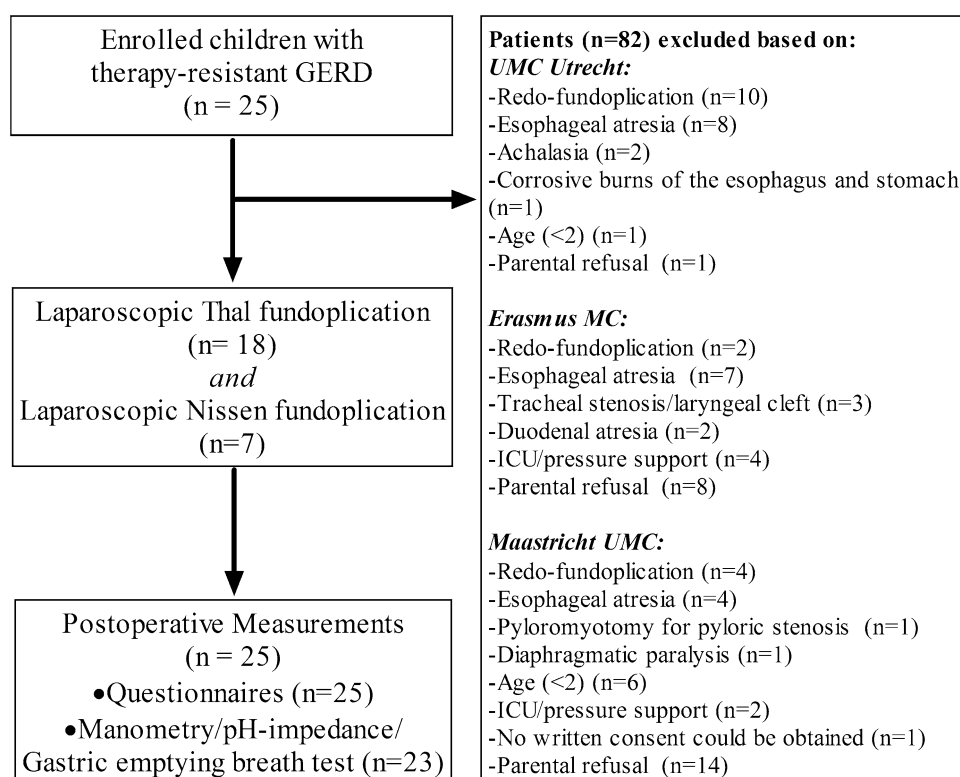 Enrolled children with
therapy-resistant GERD
(n = 25)
Laparoscopic Thal fundoplication
(n= 18)
and
Laparoscopic Nissen fundoplication
(n=7)
Postoperative Measurements
(n = 25)
●Questionnaires (n=25)
●Manometry/pH-impedance/
Gastric emptying breath test (n=23)
Patients (n=82) excluded based on:
UMC Utrecht:
-Redo-fundoplication (n=10)
-Esophageal atresia (n=8)
-Achalasia (n=2)
-Corrosive burns of the esophagus and stomach
(n=1)
-Age (<2) (n=1)
-Parental refusal (n=1)
Erasmus MC:
-Redo-fundoplication (n=2)
-Esophageal atresia (n=7)
-Tracheal stenosis/laryngeal cleft (n=3)
-Duodenal atresia (n=2)
-ICU/pressure support (n=4)
-Parental refusal (n=8)
Maastricht UMC:
-Redo-fundoplication (n=4)
-Esophageal atresia (n=4)
-Pyloromyotomy for pyloric stenosis (n=1)
-Diaphragmatic paralysis (n=1)
-Age (<2) (n=6)
-ICU/pressure support (n=2)
-No written consent could be obtained (n=1)
-Parental refusal (n=14)